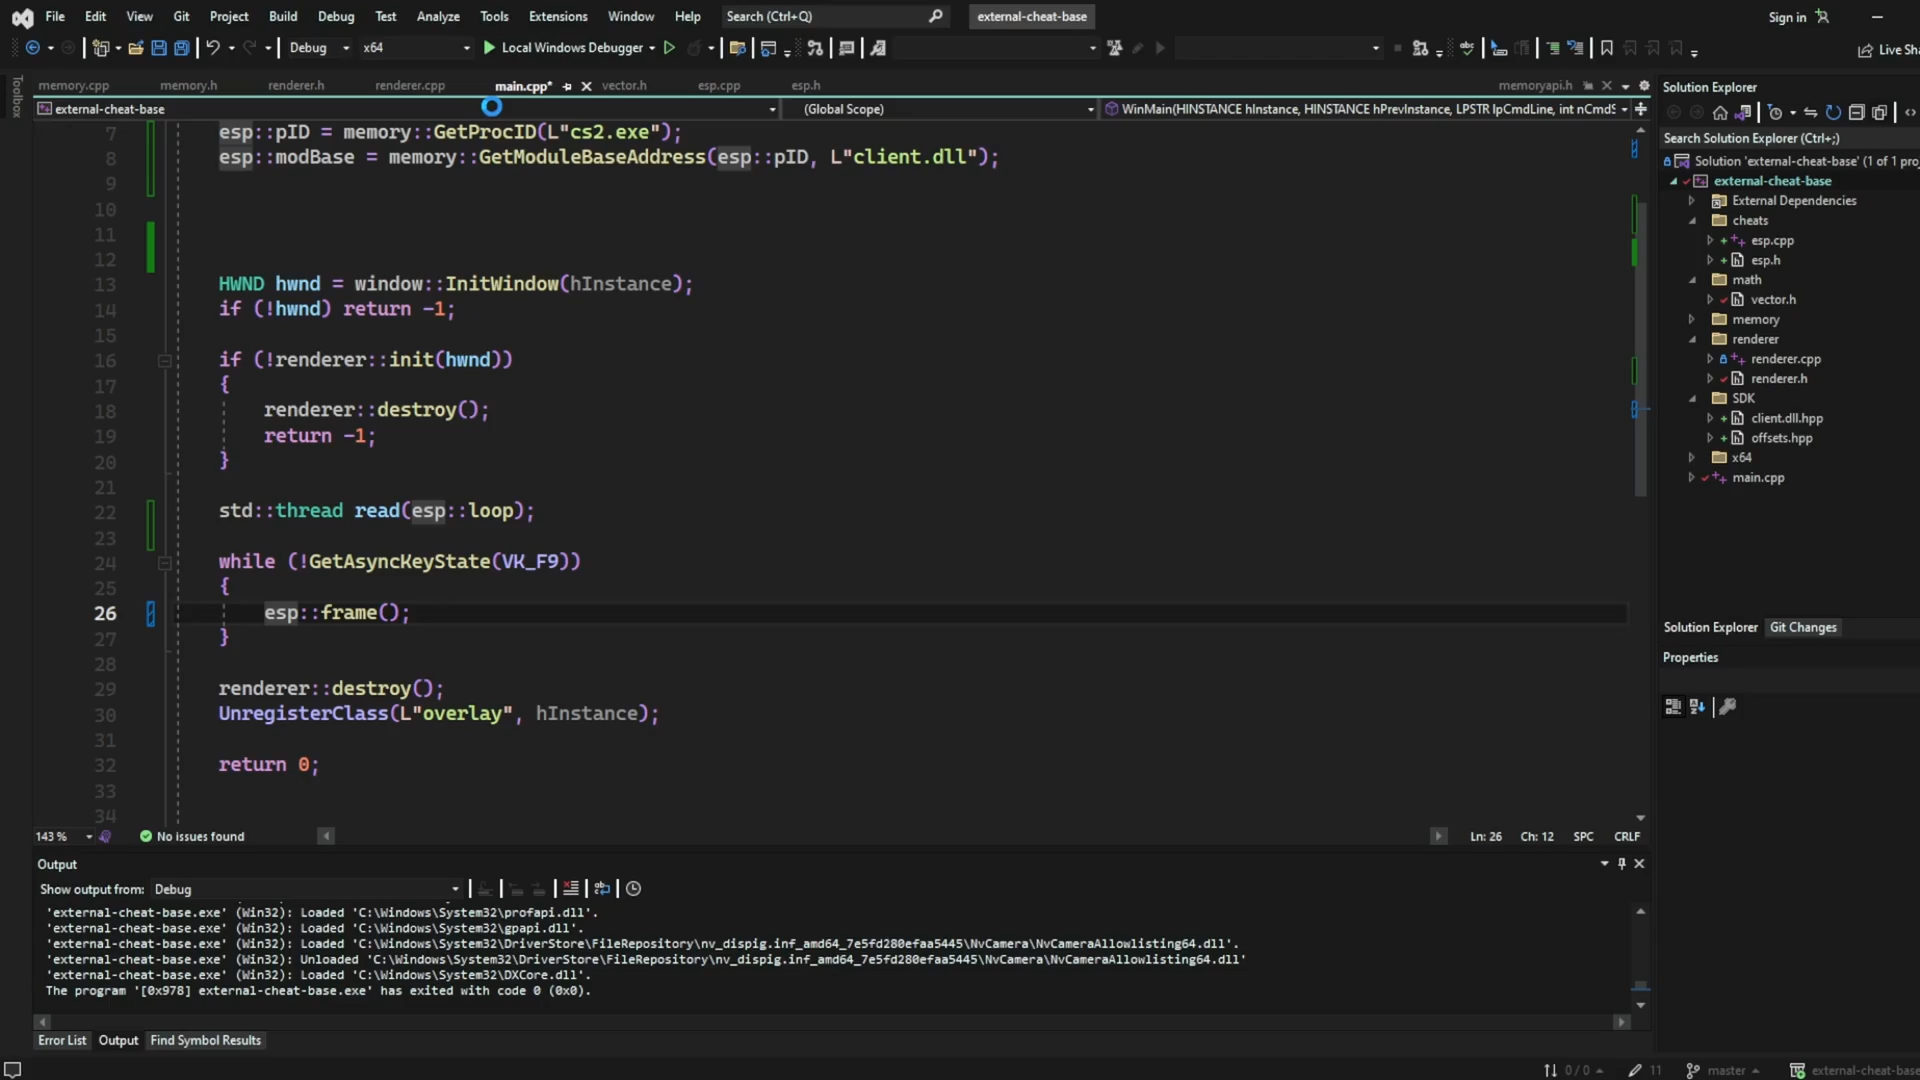 File Edit View Git Project Build Debug Test Analyze Tools Extensions Window Help Search (Ctrl+Q) external-cheat-base Sign in
Debug x64 Local Windows Debugger Live Sha
Toolbox
memory.cpp memory.h renderer.h renderer.cpp main.cpp* vector.h esp.cpp esp.h memoryapi.h
external-cheat-base (Global Scope) WinMain(HINSTANCE hInstance, HINSTANCE hPrevInstance, LPSTR lpCmdLine, int nCmdS
7 esp::pID = memory::GetProcID(L"cs2.exe");
8 esp::modBase = memory::GetModuleBaseAddress(esp::pID, L"client.dll");
9
10
11
12
13 HWND hwnd = window::InitWindow(hInstance);
14 if (!hwnd) return -1;
15
16 if (!renderer::init(hwnd))
17 {
18 renderer::destroy();
19 return -1;
20 }
21
22 std::thread read(esp::loop);
23
24 while (!GetAsyncKeyState(VK_F9))
25 {
26 esp::frame();
27 }
28
29 renderer::destroy();
30 UnregisterClass(L"overlay", hInstance);
31
32 return 0;
33
34
143 % No issues found Ln: 26 Ch: 12 SPC CRLF
Output
Show output from: Debug
'external-cheat-base.exe' (Win32): Loaded 'C:\Windows\System32\profapi.dll'.
'external-cheat-base.exe' (Win32): Loaded 'C:\Windows\System32\gpapi.dll'.
'external-cheat-base.exe' (Win32): Loaded 'C:\Windows\System32\DriverStore\FileRepository\nv_dispig.inf_amd64_7e5fd280efaa5445\NvCamera\NvCameraAllowlisting64.dll'.
'external-cheat-base.exe' (Win32): Unloaded 'C:\Windows\System32\DriverStore\FileRepository\nv_dispig.inf_amd64_7e5fd280efaa5445\NvCamera\NvCameraAllowlisting64.dll'
'external-cheat-base.exe' (Win32): Loaded 'C:\Windows\System32\DXCore.dll'.
The program '[0x978] external-cheat-base.exe' has exited with code 0 (0x0).
Error List Output Find Symbol Results
Solution Explorer
Search Solution Explorer (Ctrl+;)
Solution 'external-cheat-base' (1 of 1 proj
external-cheat-base
External Dependencies
cheats
esp.cpp
esp.h
math
vector.h
memory
renderer
renderer.cpp
renderer.h
SDK
client.dll.hpp
offsets.hpp
x64
main.cpp
Solution Explorer Git Changes
Properties
0 / 0 11 master external-cheat-base